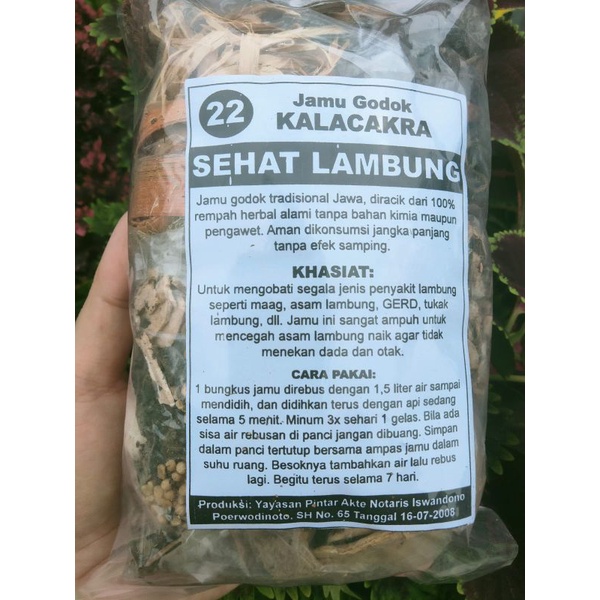 22
Jamu Godok
KALACAKRA
SEHAT LAMBUNG
Jamu godok tradisional Jawa, diracik dari 100%
rempah herbal alami tanpa bahan kimia maupun
pengawet. Aman dikonsumsi jangka panjang
tanpa efek samping.
KHASIAT:
Untuk mengobati segala jenis penyakit lambung
seperti maag, asam lambung, GERD, tukak
lambung, dll. Jamu ini sangat ampuh untuk
mencegah asam lambung naik agar tidak
menekan dada dan otak.
CARA PAKAI:
1 bungkus jamu direbus dengan 1,5 liter air sampai
mendidih, dan didihkan terus dengan api sedang
selama 5 menit. Minum 3x sehari 1 gelas. Bila ada
sisa air rebusan di panci jangan dibuang. Simpan
dalam panci tertutup bersama ampas jamu dalam
suhu ruang. Besoknya tambahkan air lalu rebus
lagi. Begitu terus selama 7 hari.
Produksi: Yayasan Pintar Akte Notaris Iswandono
Poerwodinoto, SH No. 65 Tanggal 16-07-2008